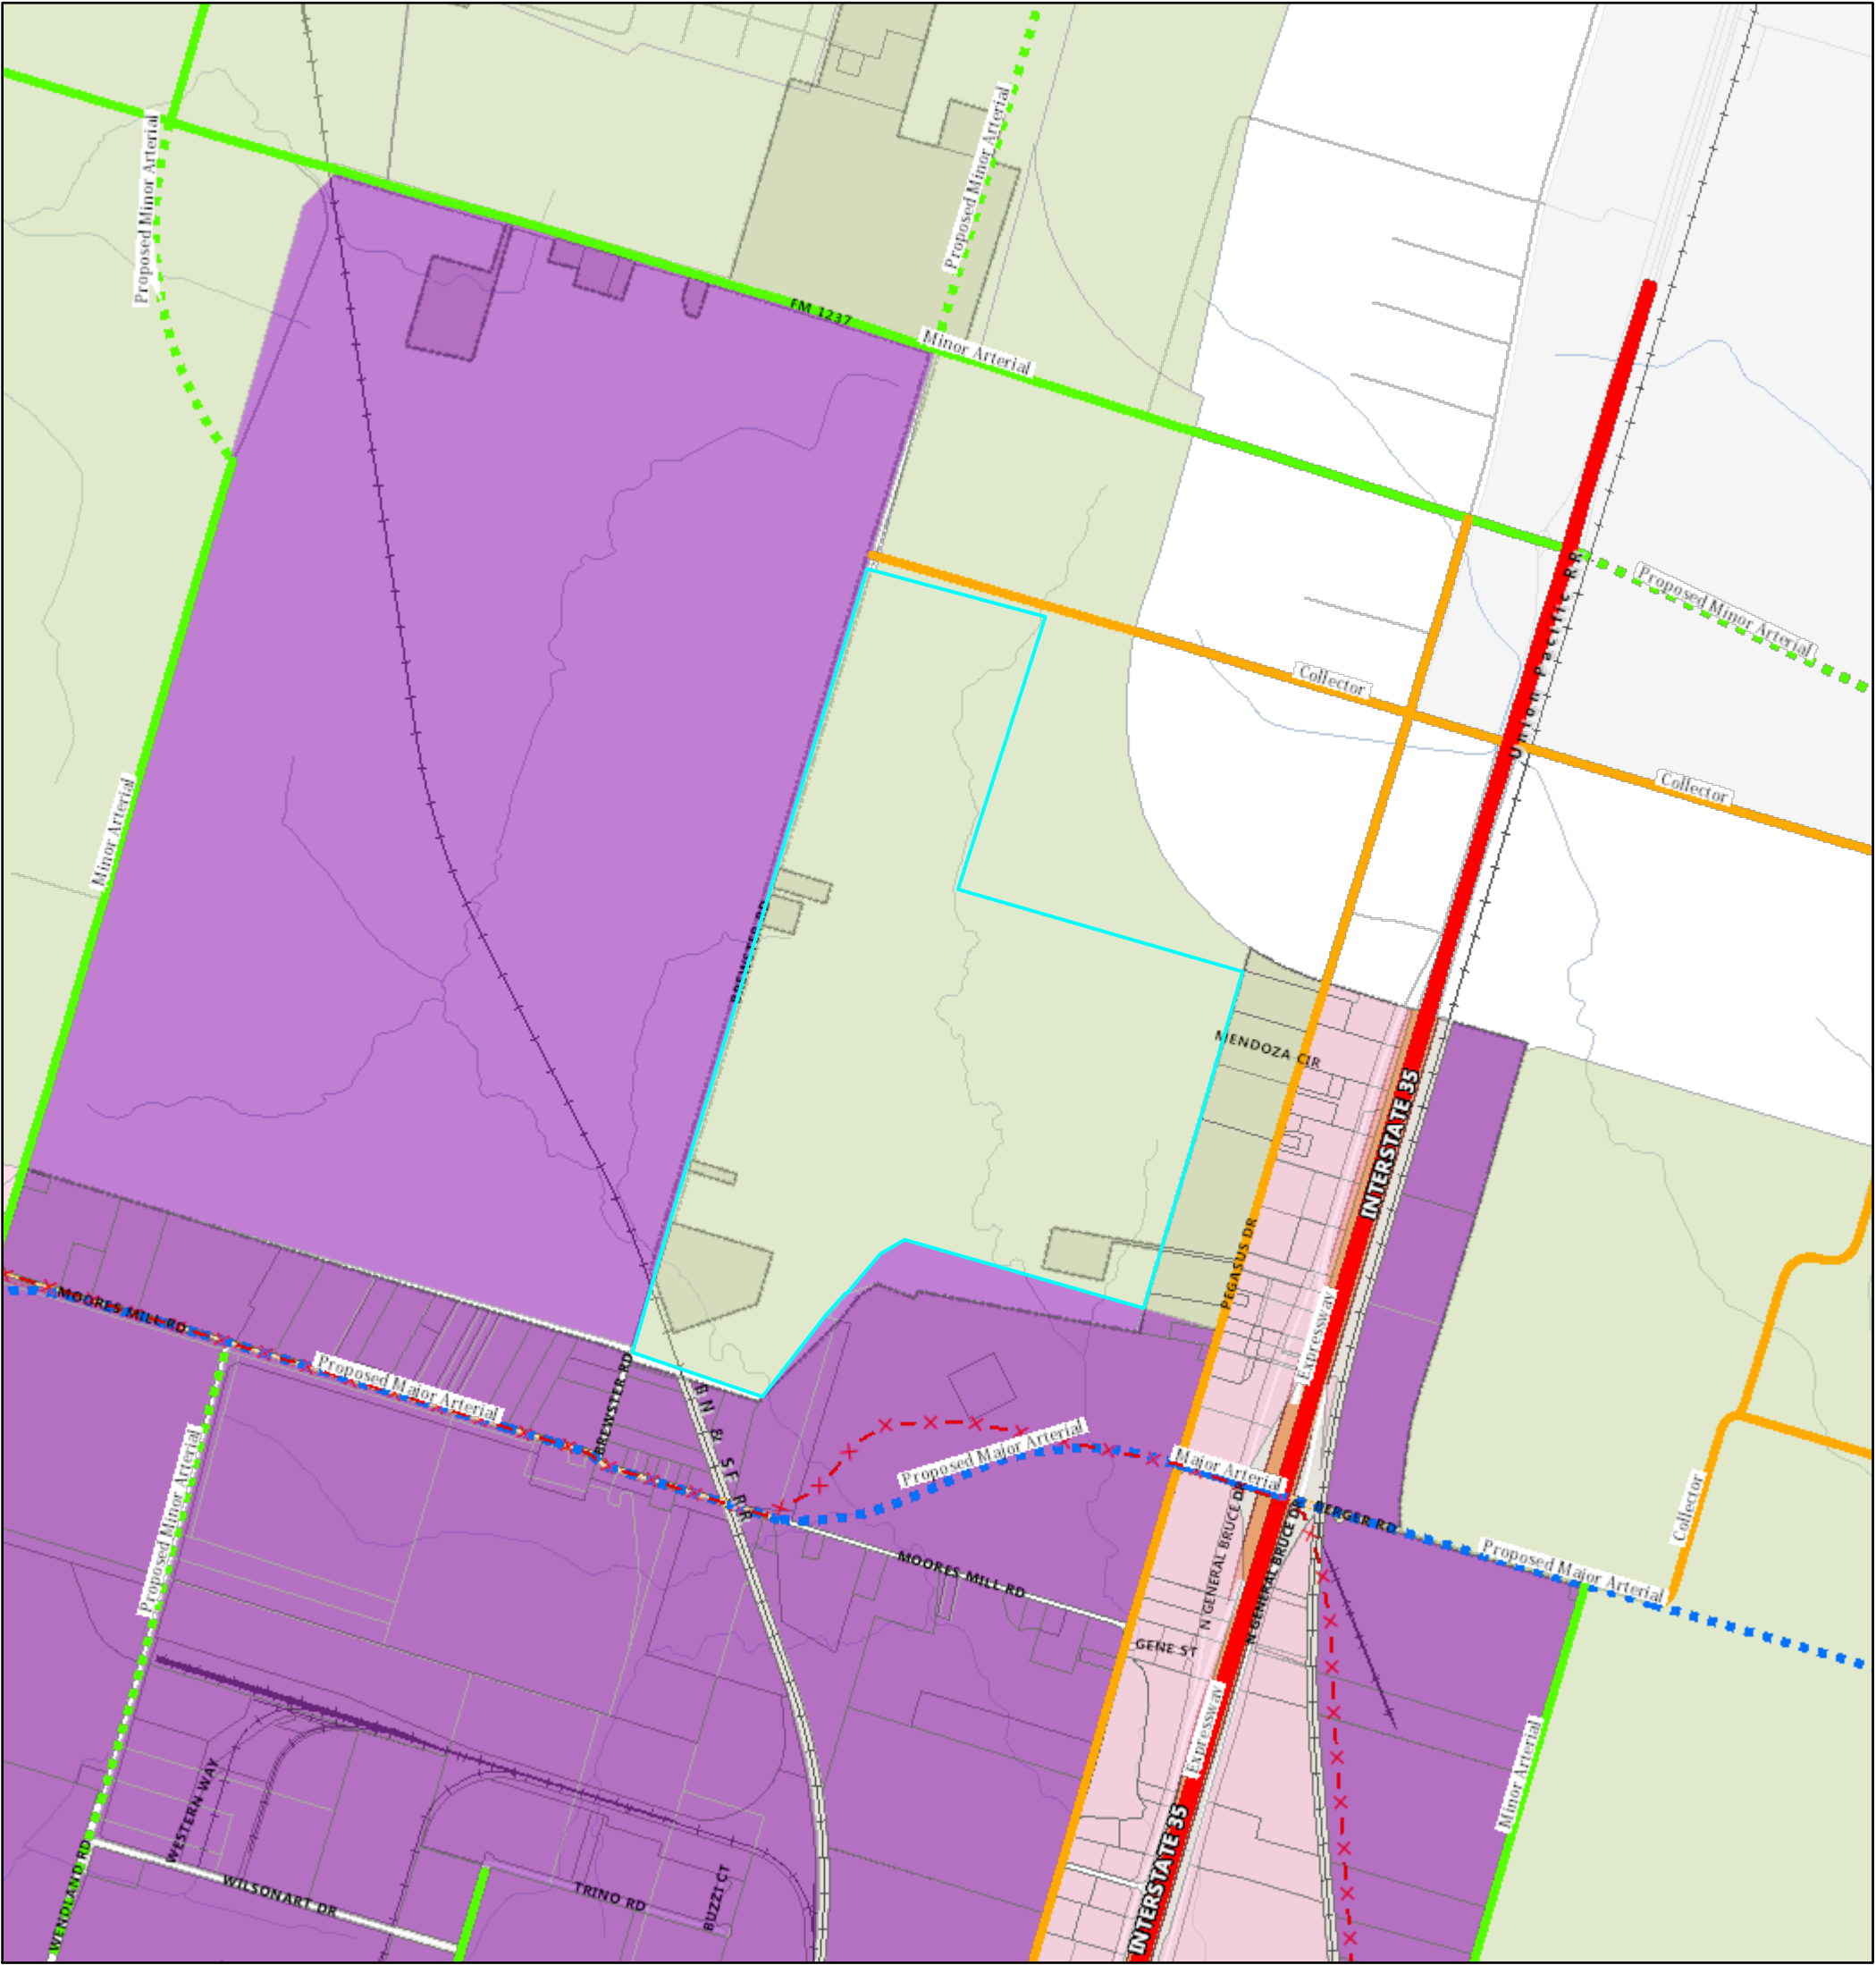 Proposed Minor Arterial
Proposed Minor Arterial
FM 1237
Minor Arterial
Union Pacific RR
Proposed Minor Arterial
Collector
Collector
Minor Arterial
BREWSTER RD
MENDOZA CIR
INTERSTATE 35
PEGASUS DR
Expressway
MOORES MILL RD
Proposed Major Arterial
BREWSTER RD
BN & SF RR
Proposed Major Arterial
Major Arterial
BERGER RD
Proposed Major Arterial
Collector
Proposed Minor Arterial
N GENERAL BRUCE DR
N GENERAL BRUCE DR
MOORES MILL RD
GENE ST
Expressway
Minor Arterial
WESTERN WAY
WENDLAND RD
WILSONART DR
TRINO RD
BUZZI CT
INTERSTATE 35